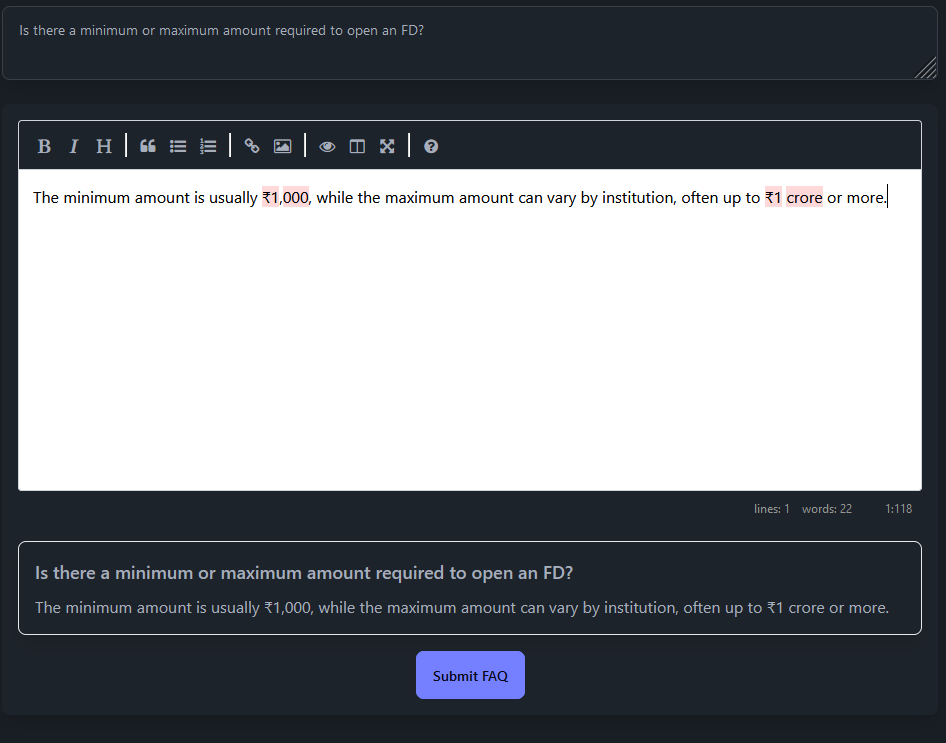 Is there a minimum or maximum amount required to open an FD?
B I H
The minimum amount is usually ₹1,000, while the maximum amount can vary by institution, often up to ₹1 crore or more.
lines: 1 words: 22 1:118
Is there a minimum or maximum amount required to open an FD?
The minimum amount is usually ₹1,000, while the maximum amount can vary by institution, often up to ₹1 crore or more.
Submit FAQ